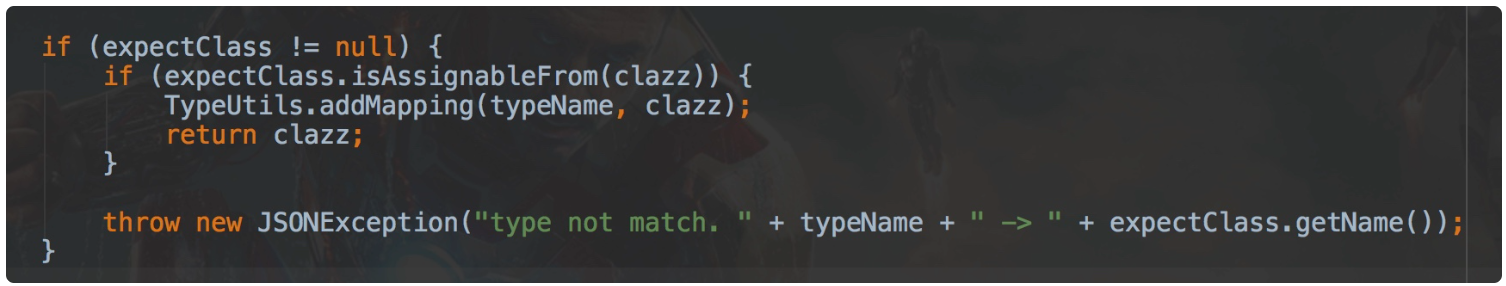 if (expectClass != null) {
    if (expectClass.isAssignableFrom(clazz)) {
        TypeUtils.addMapping(typeName, clazz);
        return clazz;
    }

    throw new JSONException("type not match. " + typeName + " -> " + expectClass.getName());
}